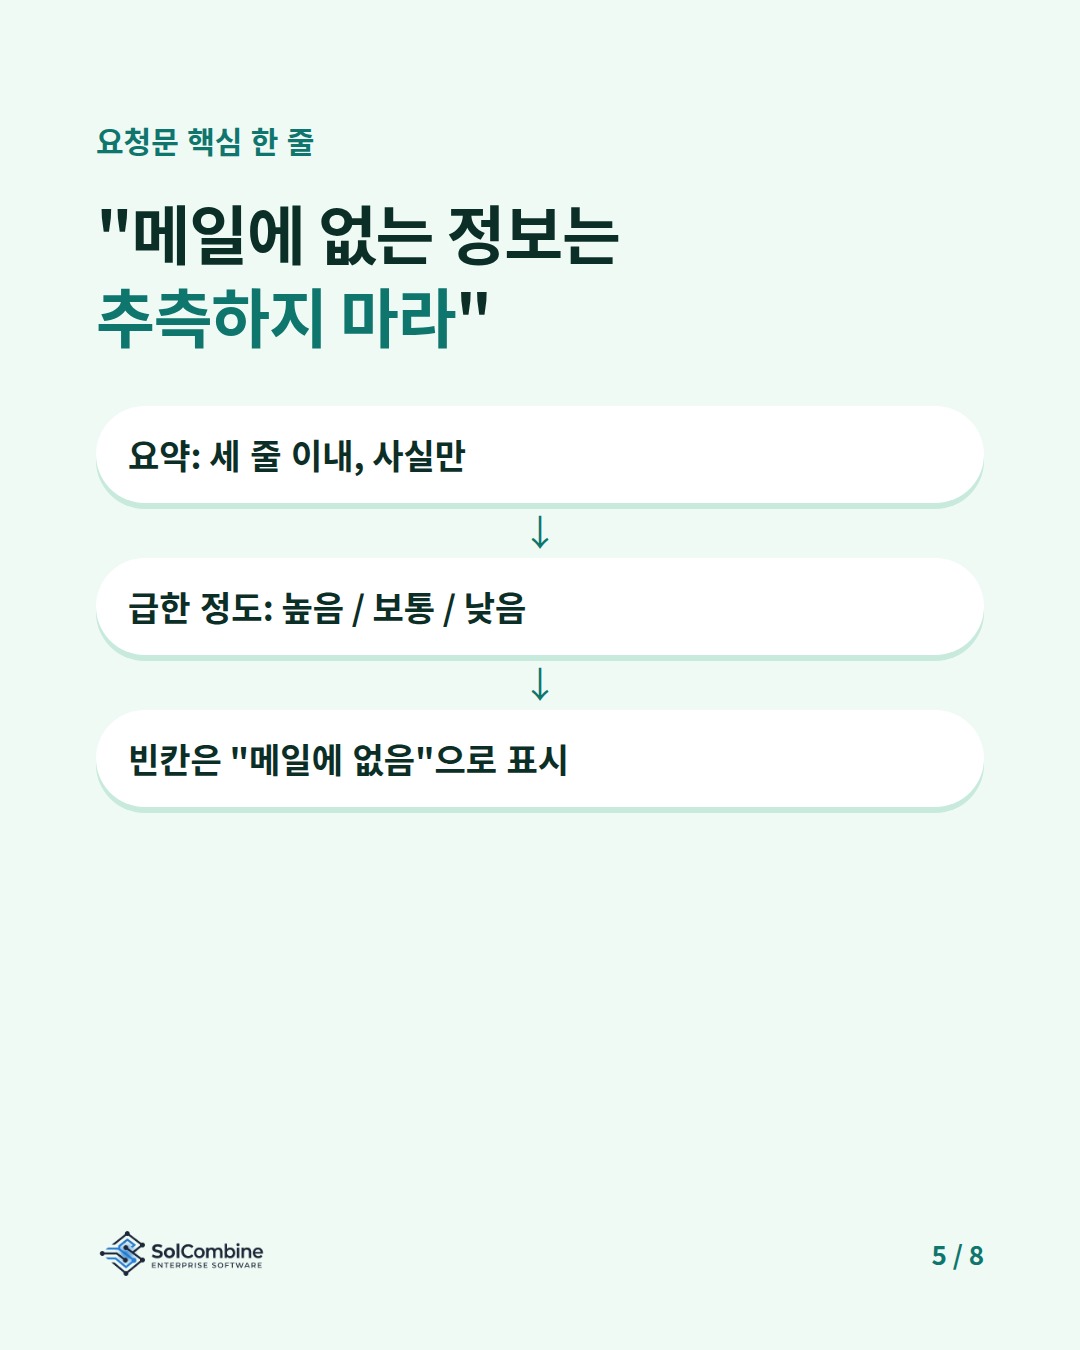 요청문 핵심 한 줄
"메일에 없는 정보는
추측하지 마라"
요약: 세 줄 이내, 사실만
↓
급한 정도: 높음 / 보통 / 낮음
↓
빈칸은 "메일에 없음"으로 표시
SolCombine
ENTERPRISE SOFTWARE
5 / 8